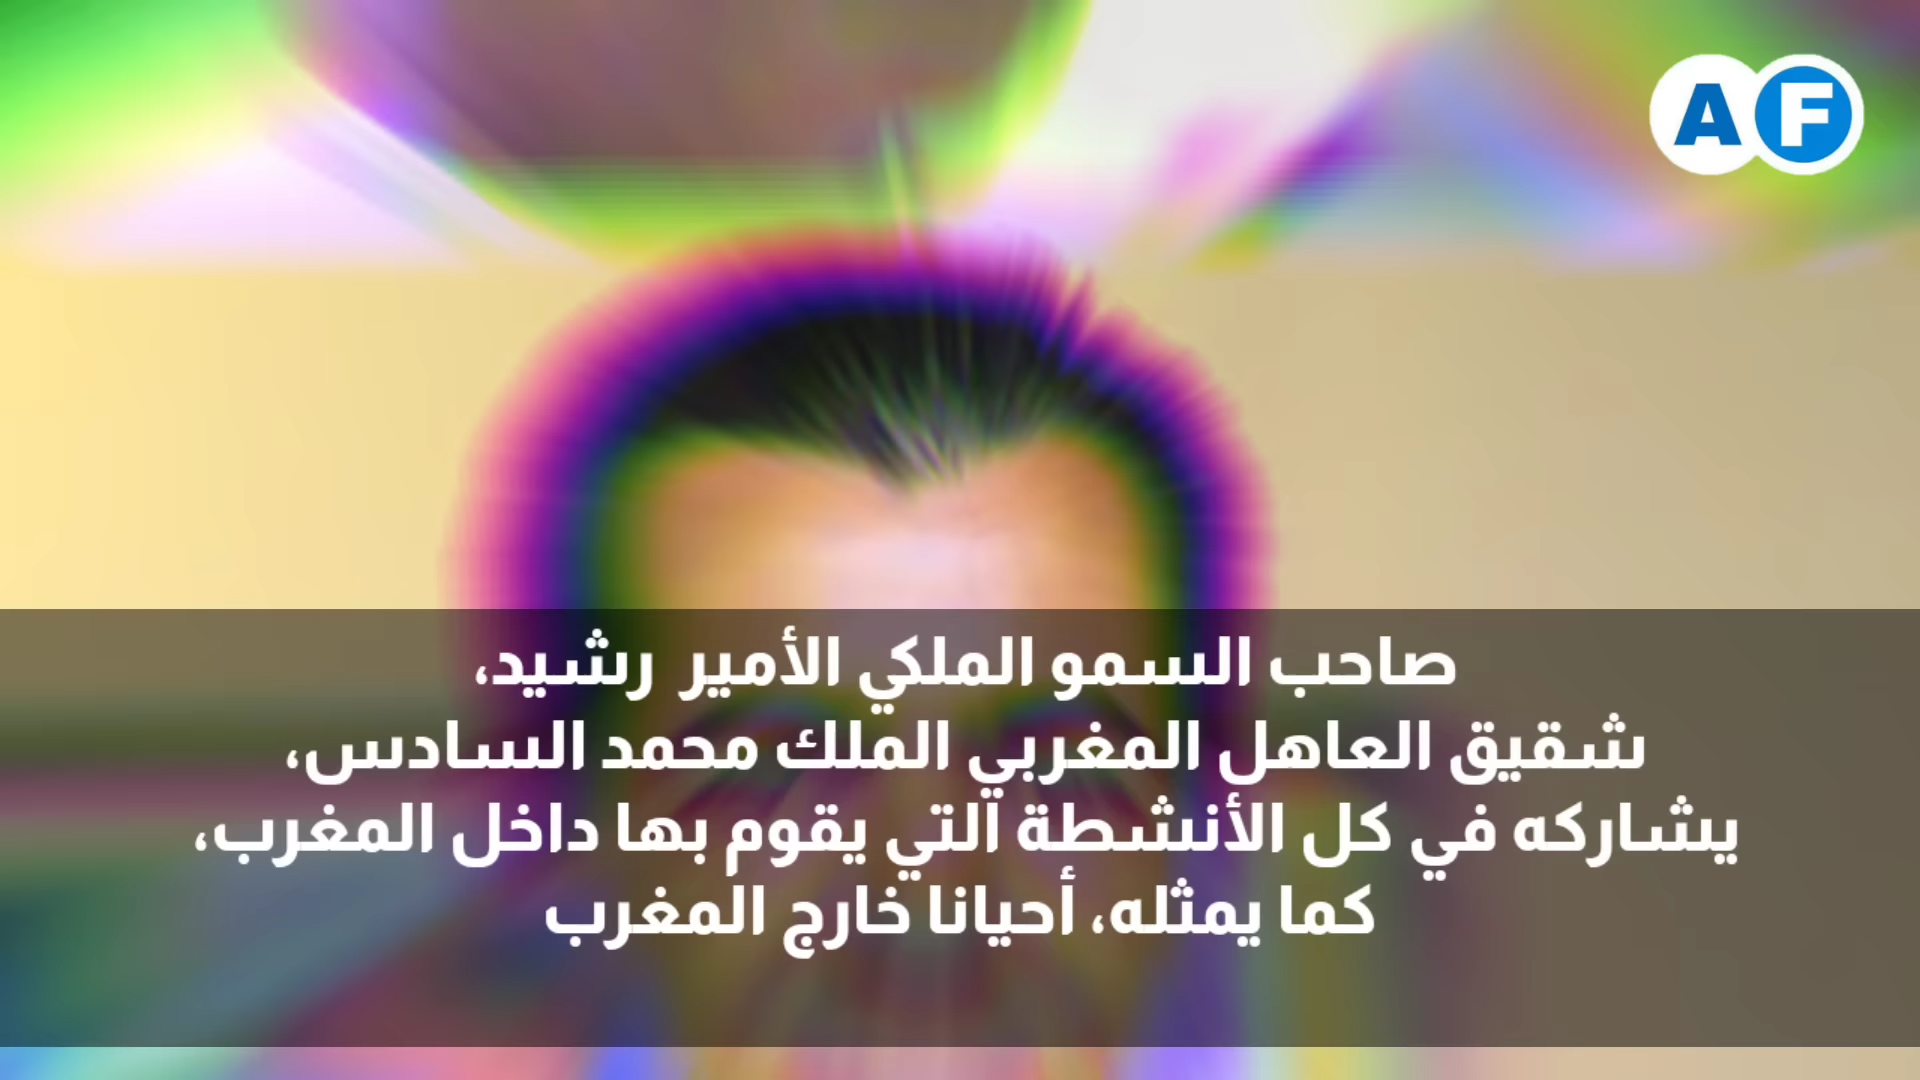 AF
صاحب السمو الملكي الأمير رشيد،
شقيق العاهل المغربي الملك محمد السادس،
يشاركه في كل الأنشطة التي يقوم بها داخل المغرب،
كما يمثله، أحيانا خارج المغرب